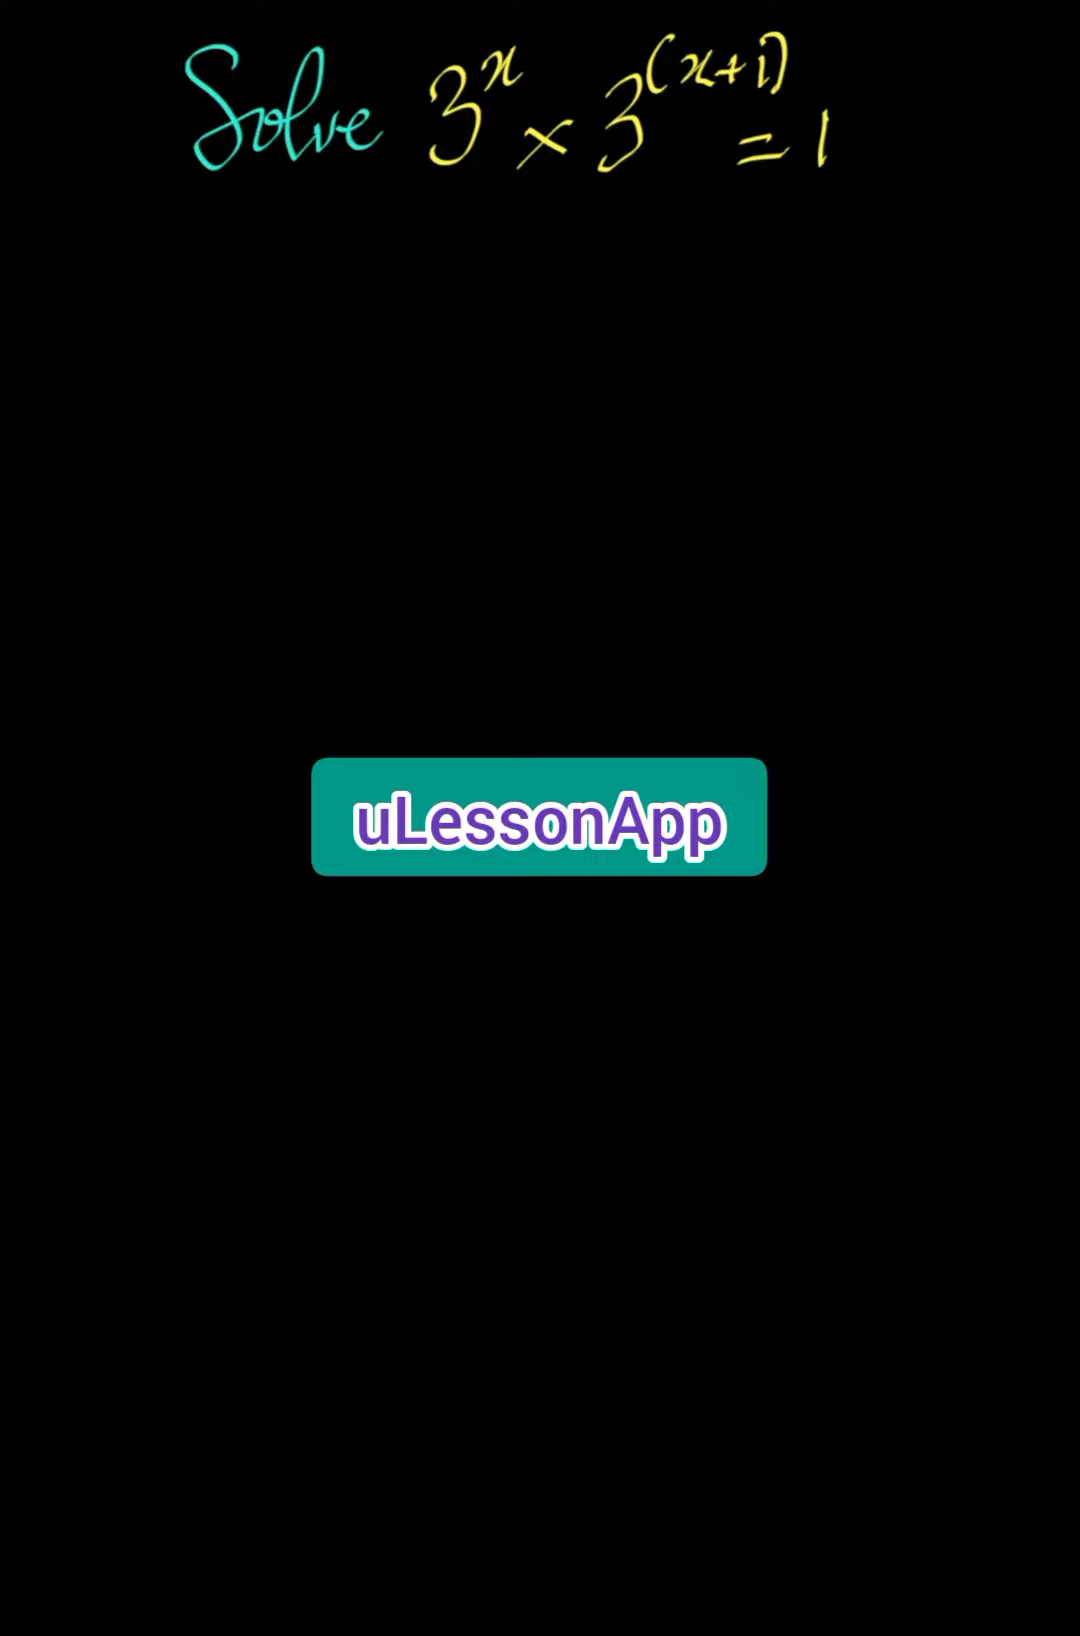 Solve 3^x × 3^(x+1) = 1
uLessonApp